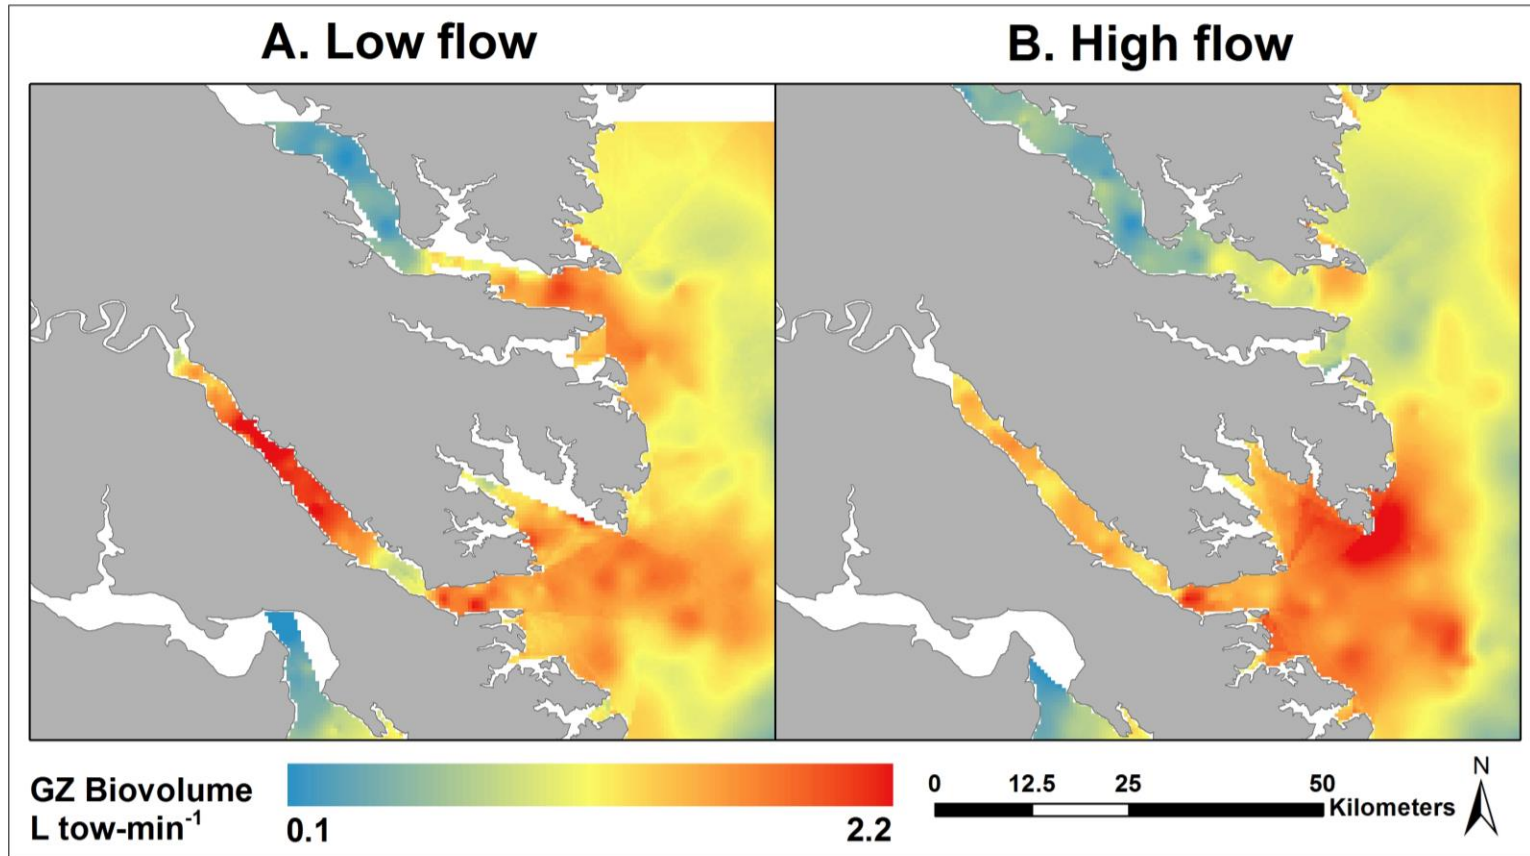 A. Low flow
B. High flow
GZ Biovolume
L tow-min⁻¹
0.1
2.2
0
12.5
25
50
Kilometers
N